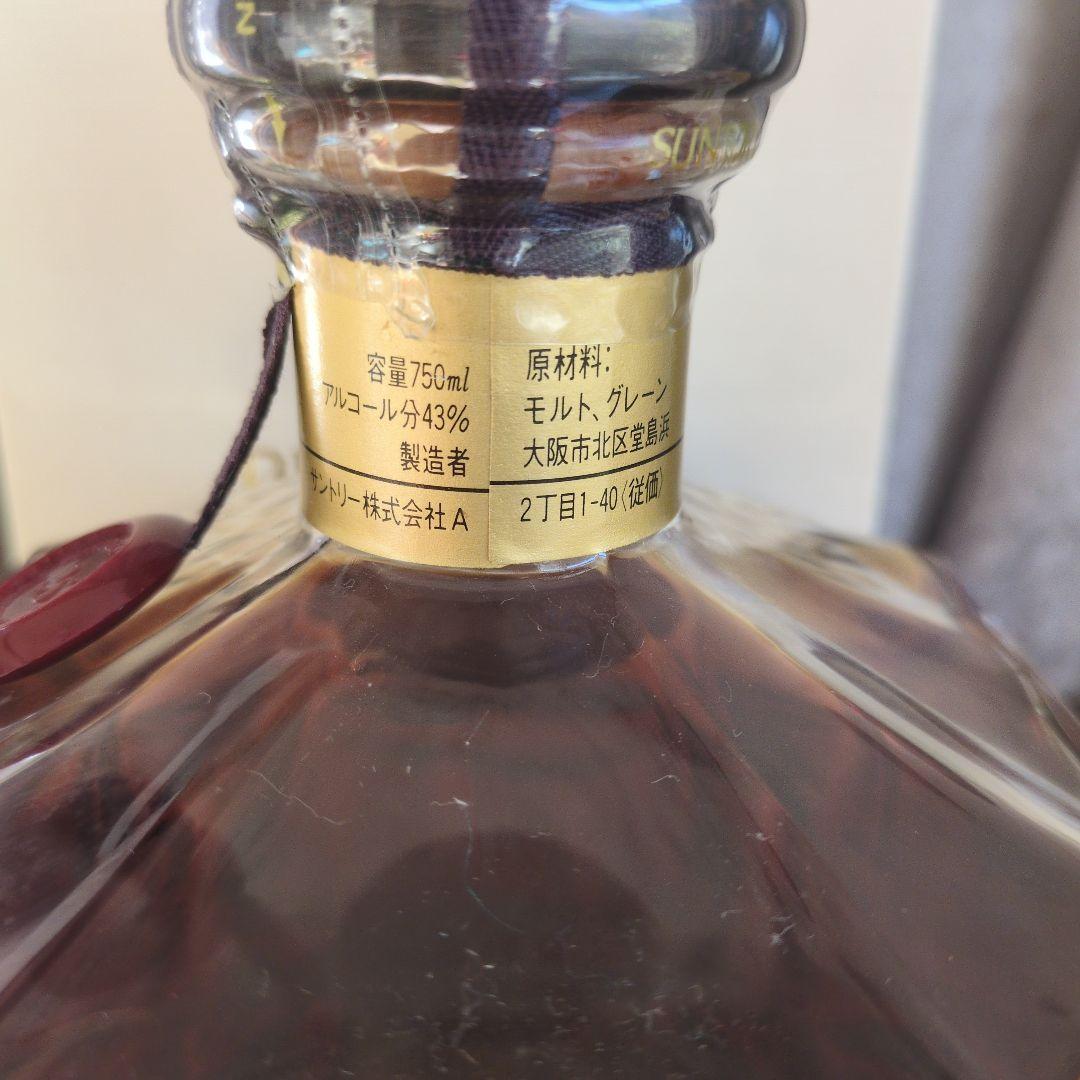 SUN
容量750ml
アルコール分43%
製造者
サントリー株式会社A
原材料:
モルト、グレーン
大阪市北区堂島浜
2丁目1-40(従価)